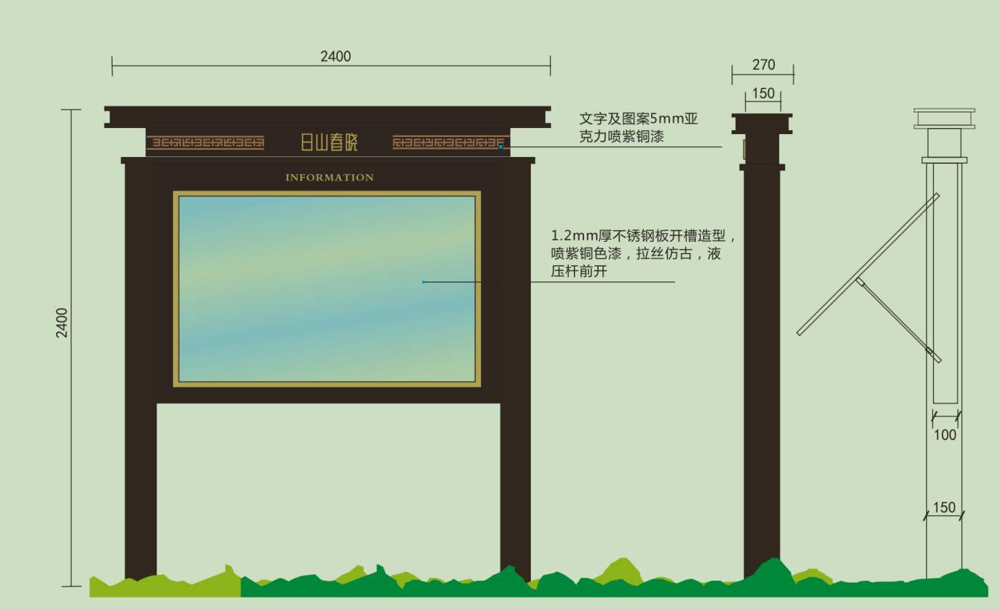 2400
270
150
文字及图案5mm亚
克力喷紫铜漆
日山春晓
INFORMATION
1.2mm厚不锈钢板开槽造型，
喷紫铜色漆，拉丝仿古，液
压杆前开
2400
100
150